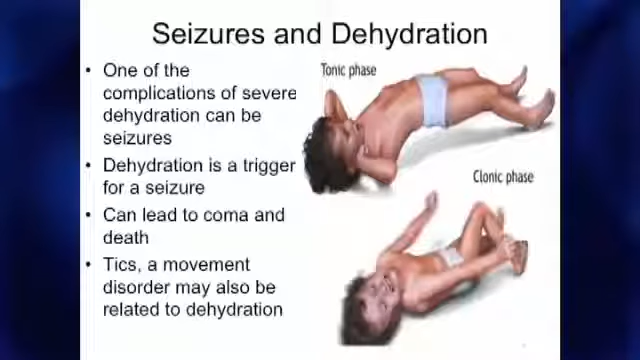 Seizures and Dehydration
• One of the
complications of severe
dehydration can be
seizures
• Dehydration is a trigger
for a seizure
• Can lead to coma and
death
• Tics, a movement
disorder may also be
related to dehydration
Tonic phase
Clonic phase